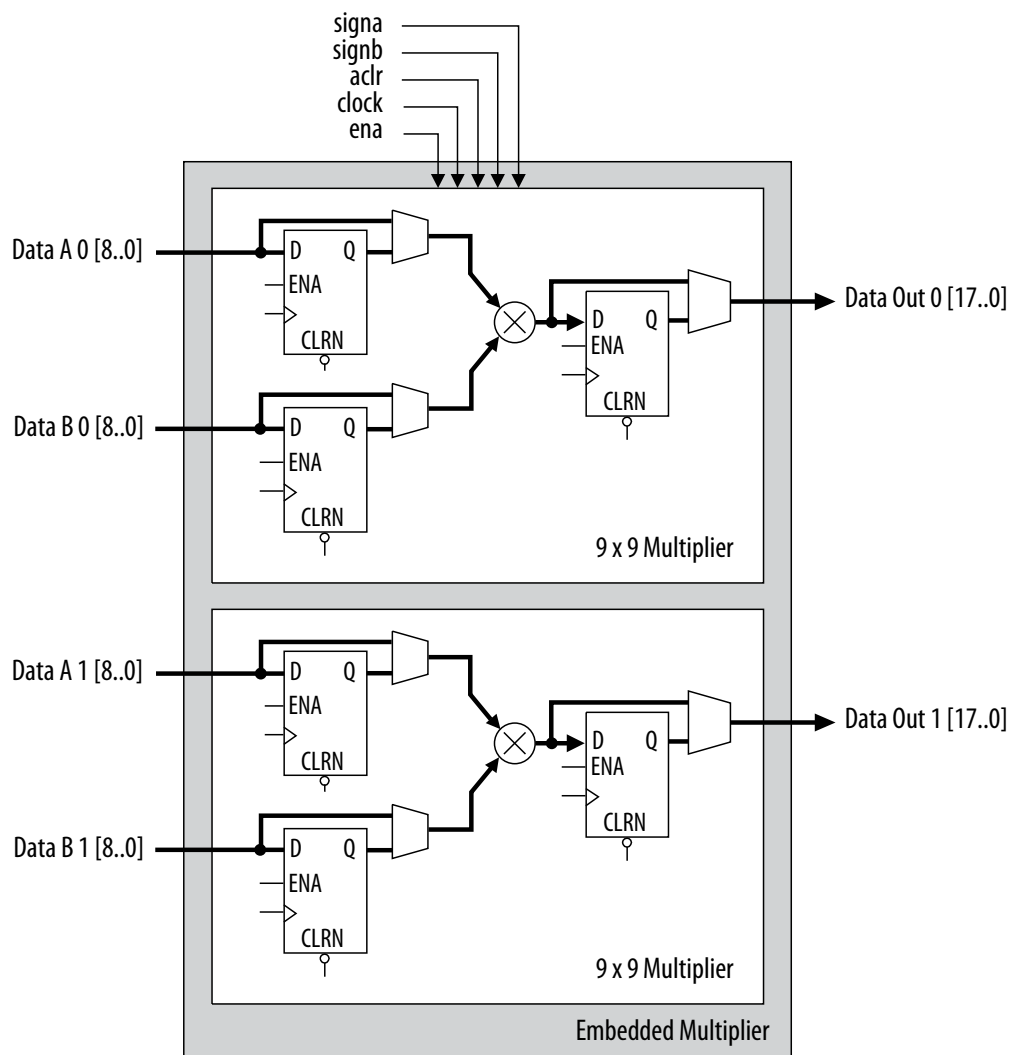 signa
signb
aclr
clock
ena
Data A 0 [8..0]
D Q
ENA
CLRN
Data B 0 [8..0]
D Q
ENA
CLRN
D Q
ENA
CLRN
Data Out 0 [17..0]
9 x 9 Multiplier
Data A 1 [8..0]
D Q
ENA
CLRN
Data B 1 [8..0]
D Q
ENA
CLRN
D Q
ENA
CLRN
Data Out 1 [17..0]
9 x 9 Multiplier
Embedded Multiplier